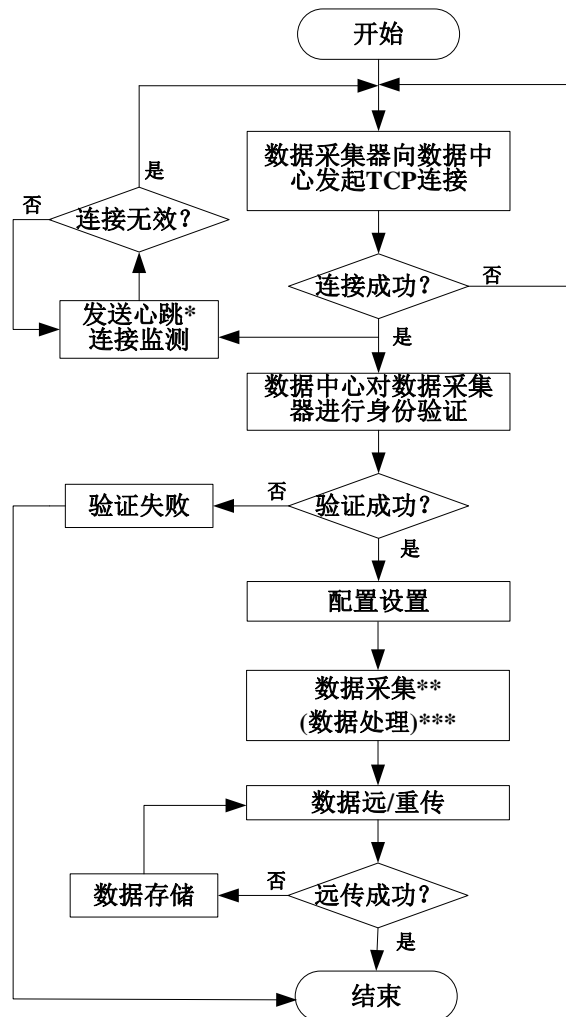 开始
数据采集器向数据中
心发起TCP连接
是
否
连接无效？
连接成功？
否
发送心跳*
连接监测
是
数据中心对数据采集
器进行身份验证
验证失败
否
验证成功？
是
配置设置
数据采集**
(数据处理)***
数据远/重传
数据存储
否
远传成功？
是
结束